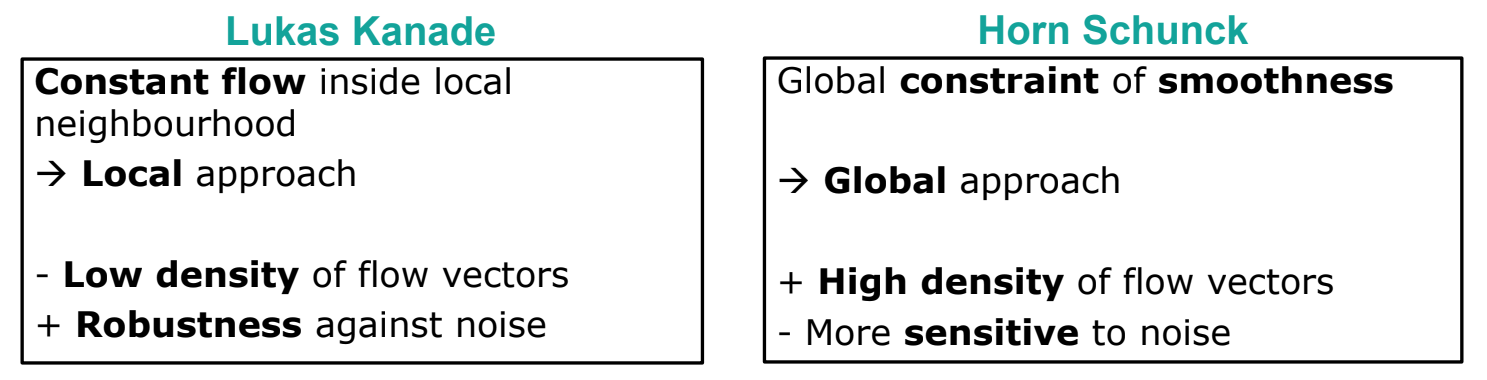 Lukas Kanade
Constant flow inside local
neighbourhood
→ Local approach
- Low density of flow vectors
+ Robustness against noise
Horn Schunck
Global constraint of smoothness
→ Global approach
+ High density of flow vectors
- More sensitive to noise